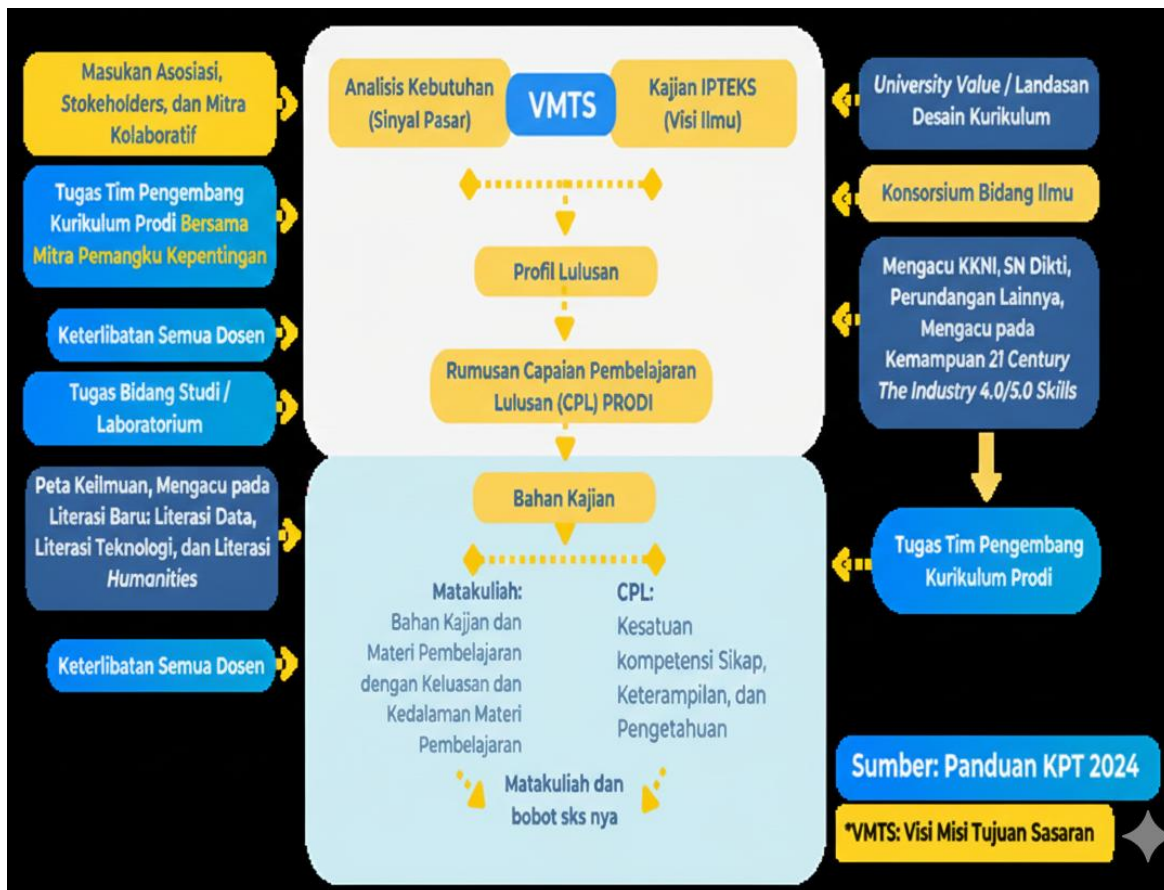 Masukan Asosiasi,
Stokeholders, dan Mitra
Kolaboratif
Tugas Tim Pengembang
Kurikulum Prodi Bersama
Mitra Pemangku Kepentingan
Keterlibatan Semua Dosen
Tugas Bidang Studi /
Laboratorium
Peta Keilmuan, Mengacu pada
Literasi Baru: Literasi Data,
Literasi Teknologi, dan Literasi
Humanities
Keterlibatan Semua Dosen
Analisis Kebutuhan
(Sinyal Pasar)
VMTS
Kajian IPTEKS
(Visi Ilmu)
Profil Lulusan
Rumusan Capaian Pembelajaran
Lulusan (CPL) PRODI
Bahan Kajian
Matakuliah:
Bahan Kajjan dan
Materi Pembelajaran
dengan Keluasan dan
Kedalaman Materi
Pembelajaran
CPL:
Kesatuan
kompetensi Sikap,
Keterampilan, dan
Pengetahuan
Matakuliah dan
bobot sks nya
University Value / Landasan
Desain Kurikulum
Konsorsium Bidang Ilmu
Mengacu KKNI, SN Dikti,
Perundangan Lainnya,
Mengacu pada
Kemampuan 21 Century
The Industry 4.0/5.0 Skills
Tugas Tim Pengembang
Kurikulum Prodi
Sumber: Panduan KPT 2024
*VMTS: Visi Misi Tujuan Sasaran